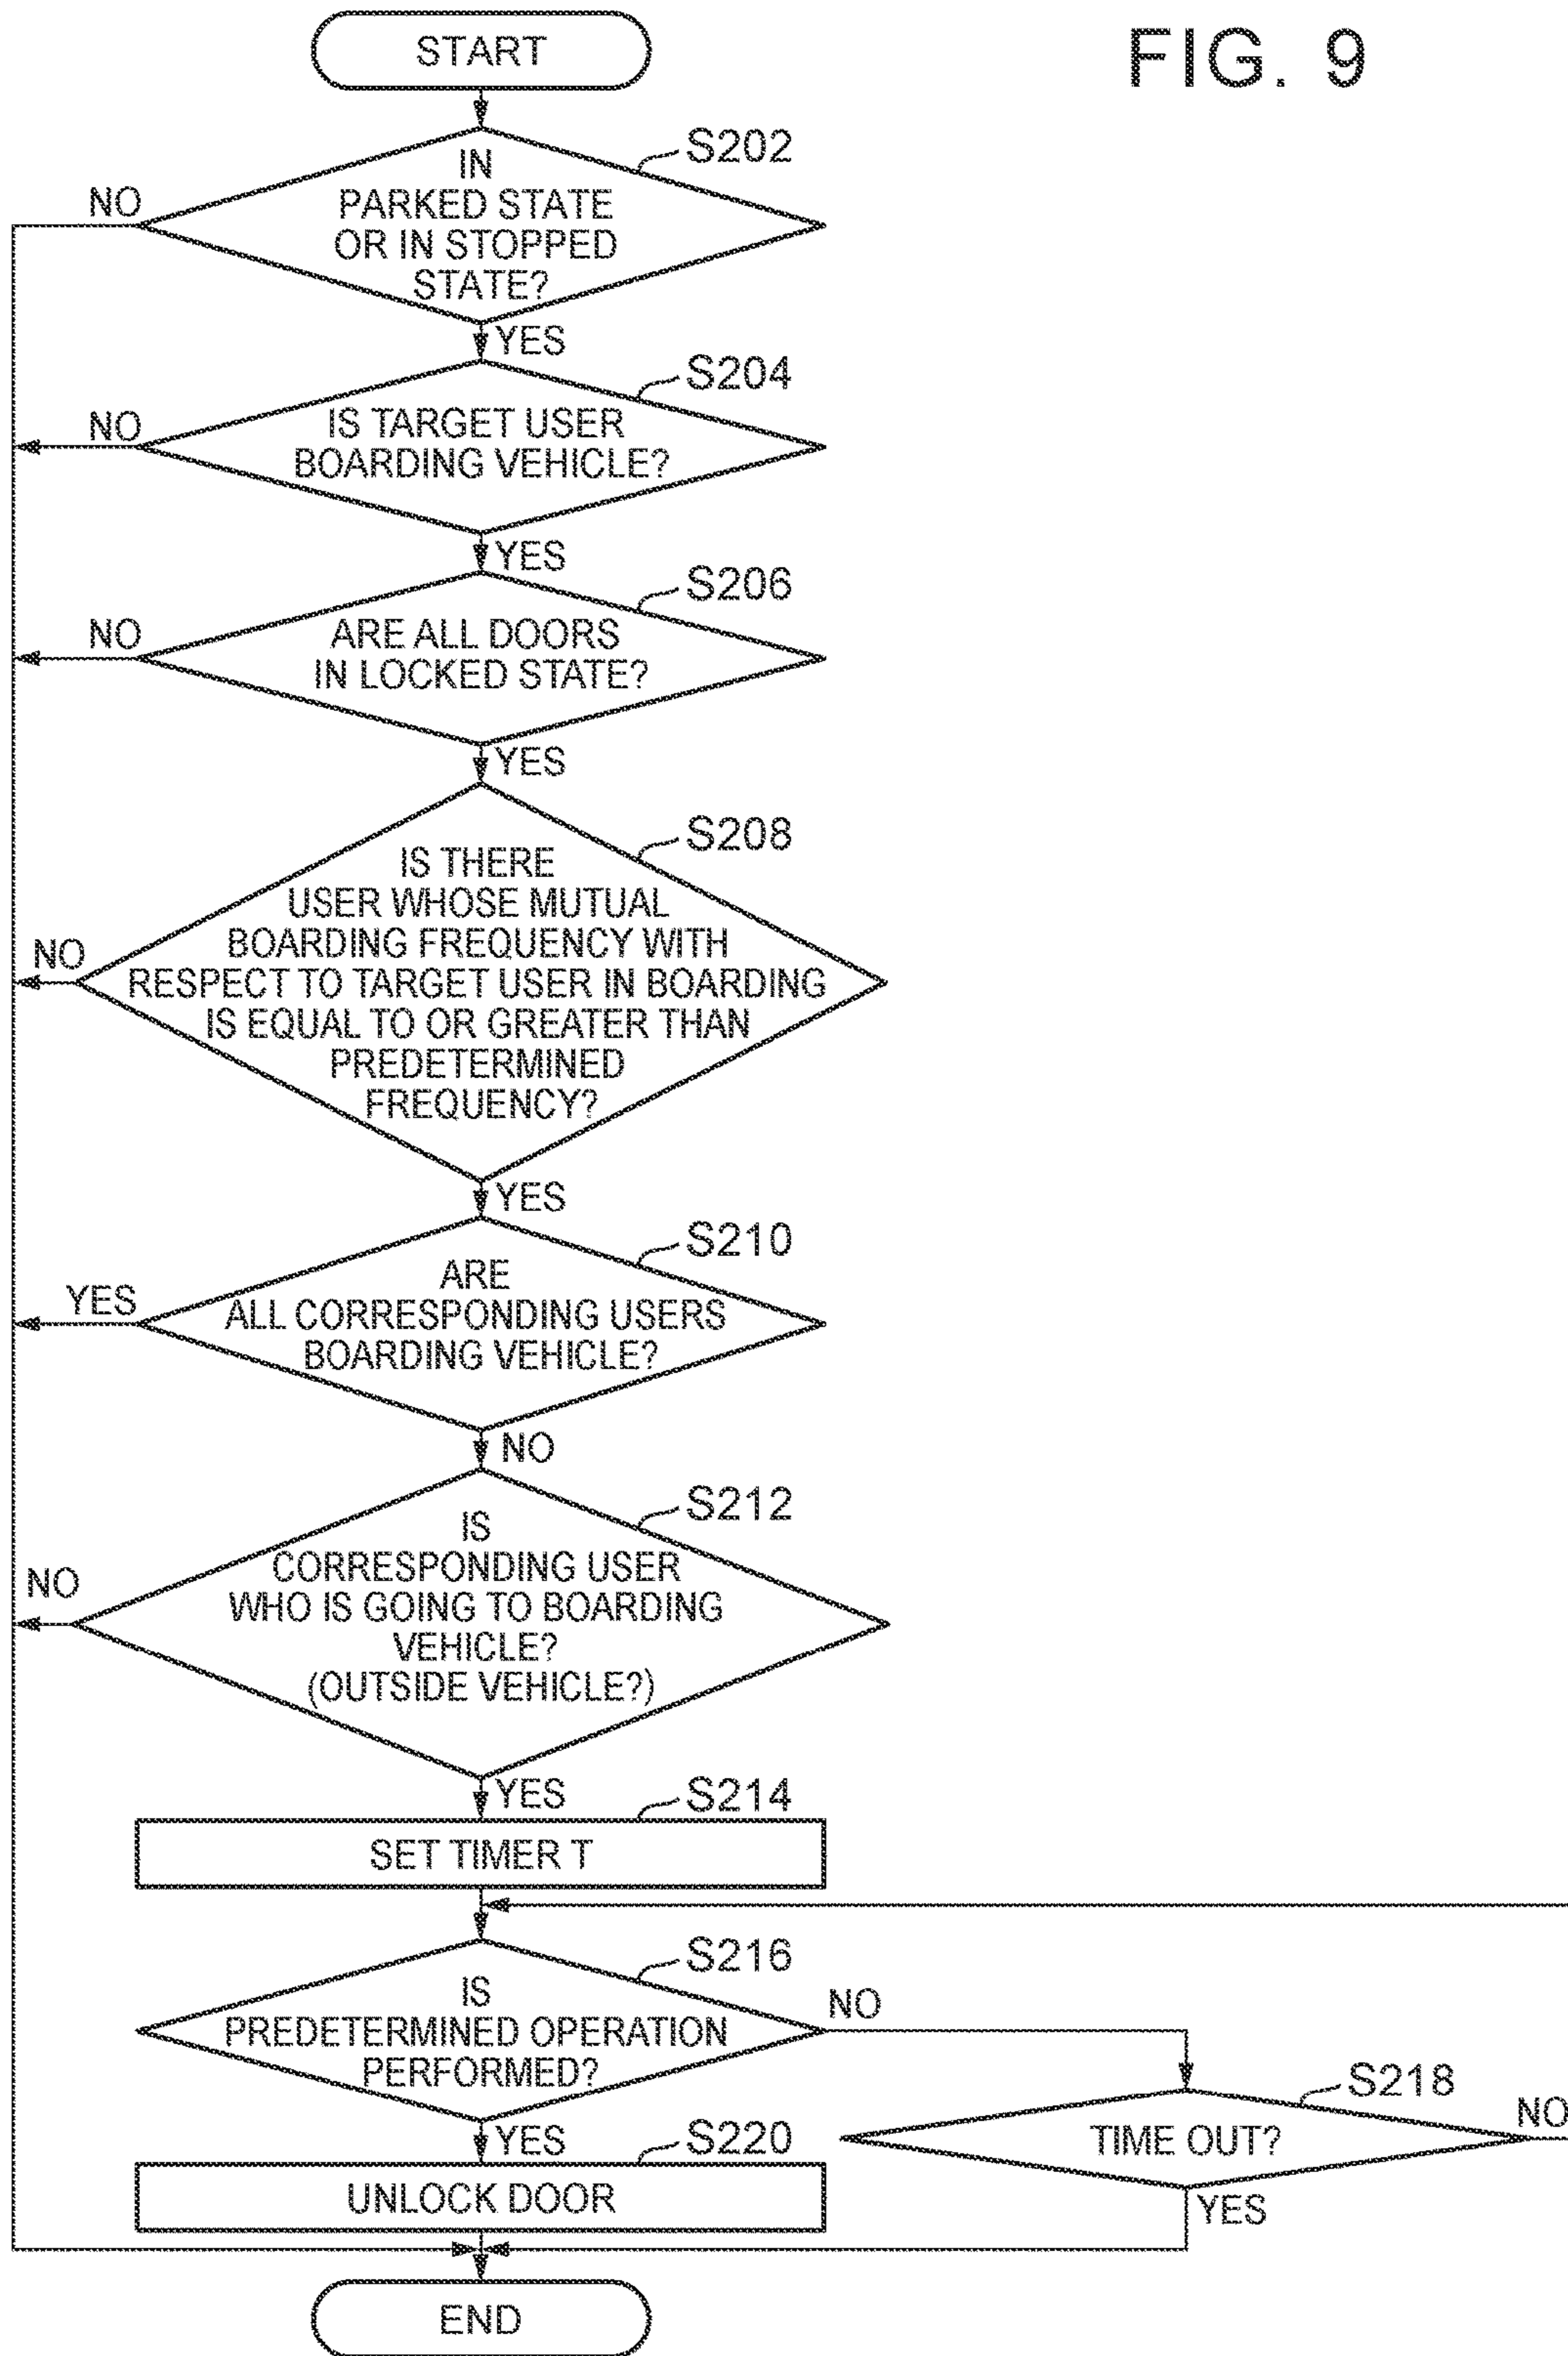 FIG. 9
START
S202
IN
PARKED STATE
OR IN STOPPED
STATE?
NO
YES
S204
IS TARGET USER
BOARDING VEHICLE?
NO
YES
S206
ARE ALL DOORS
IN LOCKED STATE?
NO
YES
S208
IS THERE
USER WHOSE MUTUAL
BOARDING FREQUENCY WITH
RESPECT TO TARGET USER IN BOARDING
IS EQUAL TO OR GREATER THAN
PREDETERMINED
FREQUENCY?
NO
YES
S210
ARE
ALL CORRESPONDING USERS
BOARDING VEHICLE?
YES
NO
S212
IS
CORRESPONDING USER
WHO IS GOING TO BOARDING
VEHICLE?
(OUTSIDE VEHICLE?)
NO
YES
S214
SET TIMER T
S216
IS
PREDETERMINED OPERATION
PERFORMED?
NO
YES
S218
TIME OUT?
NO
YES
S220
UNLOCK DOOR
END